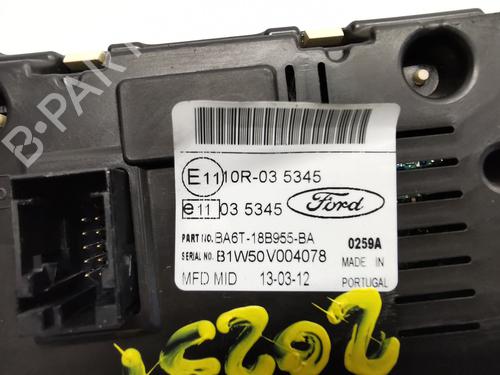 B-PARTS
E11 10R-03 5345
e11 03 5345
Ford
PART NO. BA6T-18B955-BA 0259A
SERIAL NO. B1W50V004078 MADE IN
MFD MID 13-03-12 PORTUGAL